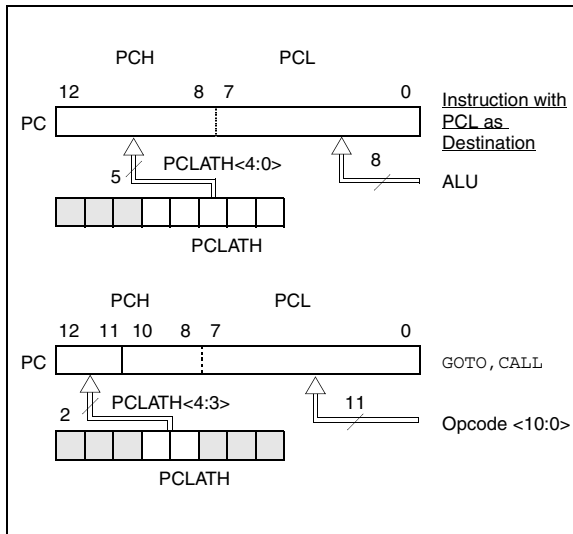 PCH PCL
12 8 7 0
PC
Instruction with
PCL as
Destination
5 PCLATH<4:0>
8
ALU
PCLATH
PCH PCL
12 11 10 8 7 0
PC
GOTO, CALL
2 PCLATH<4:3>
11
Opcode <10:0>
PCLATH